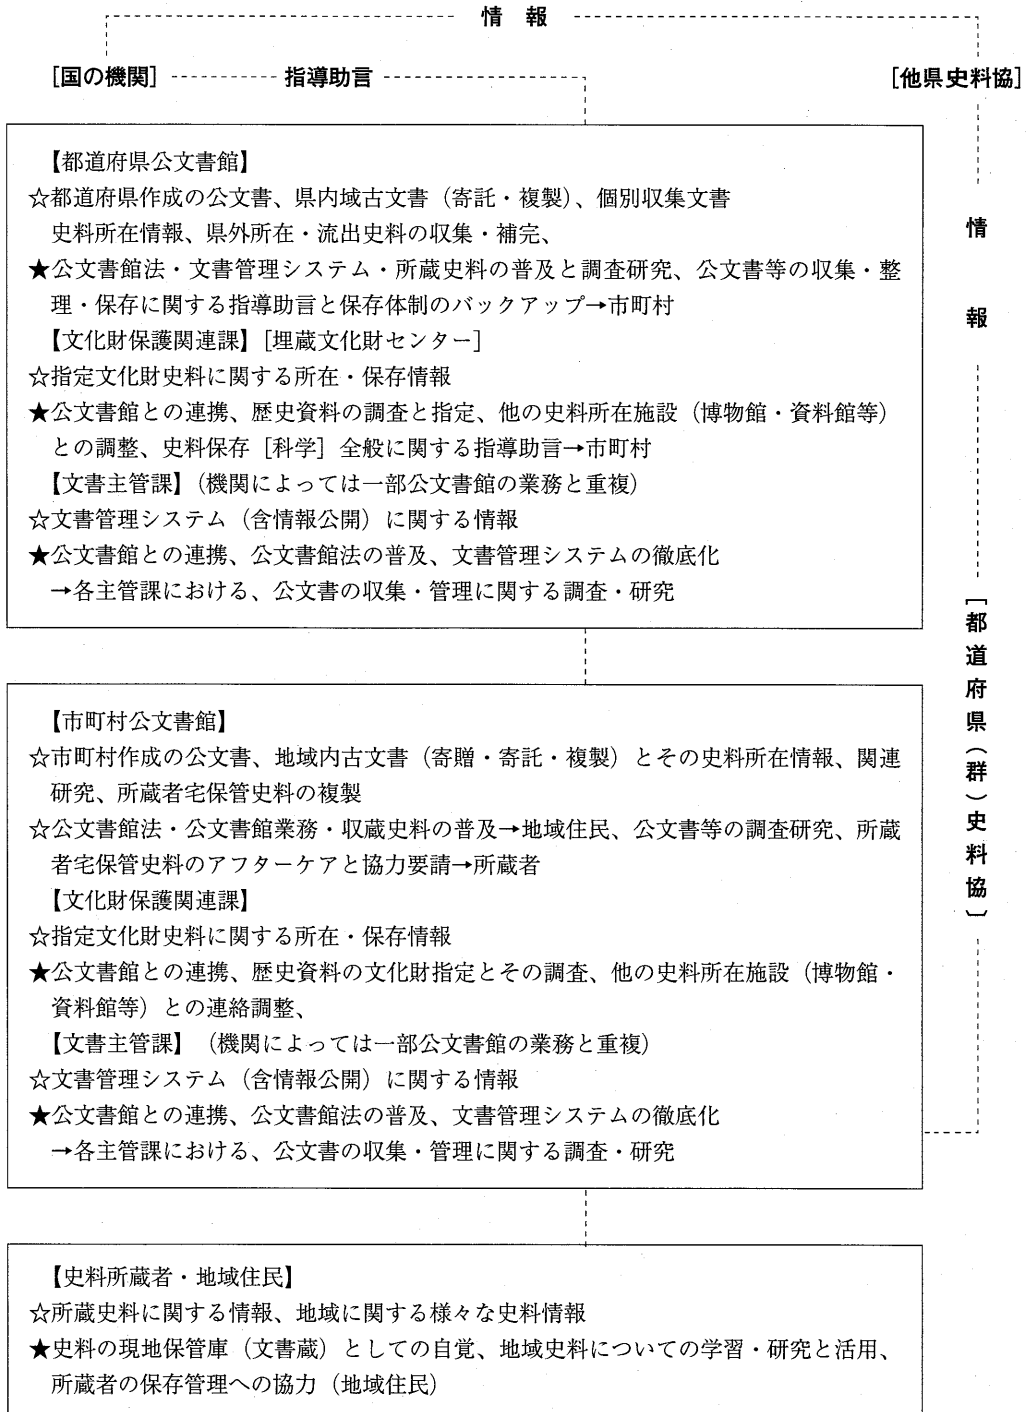 情 報
[国の機関] 指導助言 [他県史料協]
【都道府県公文書館】
☆都道府県作成の公文書、県内域古文書（寄託・複製）、個別収集文書
史料所在情報、県外所在・流出史料の収集・補完、
★公文書館法・文書管理システム・所蔵史料の普及と調査研究、公文書等の収集・整
理・保存に関する指導助言と保存体制のバックアップ→市町村
【文化財保護関連課】［埋蔵文化財センター］
☆指定文化財史料に関する所在・保存情報
★公文書館との連携、歴史資料の調査と指定、他の史料所在施設（博物館・資料館等）
との調整、史料保存［科学］全般に関する指導助言→市町村
【文書主管課】（機関によっては一部公文書館の業務と重複）
☆文書管理システム（含情報公開）に関する情報
★公文書館との連携、公文書館法の普及、文書管理システムの徹底化
→各主管課における、公文書の収集・管理に関する調査・研究
情報
［都道府県（群）史料協］
【市町村公文書館】
☆市町村作成の公文書、地域内古文書（寄贈・寄託・複製）とその史料所在情報、関連
研究、所蔵者宅保管史料の複製
☆公文書館法・公文書館業務・収蔵史料の普及→地域住民、公文書等の調査研究、所蔵
者宅保管史料のアフターケアと協力要請→所蔵者
【文化財保護関連課】
☆指定文化財史料に関する所在・保存情報
★公文書館との連携、歴史資料の文化財指定とその調査、他の史料所在施設（博物館・
資料館等）との連絡調整、
【文書主管課】（機関によっては一部公文書館の業務と重複）
☆文書管理システム（含情報公開）に関する情報
★公文書館との連携、公文書館法の普及、文書管理システムの徹底化
→各主管課における、公文書の収集・管理に関する調査・研究
【史料所蔵者・地域住民】
☆所蔵史料に関する情報、地域に関する様々な史料情報
★史料の現地保管庫（文書蔵）としての自覚、地域史料についての学習・研究と活用、
所蔵者の保存管理への協力（地域住民）